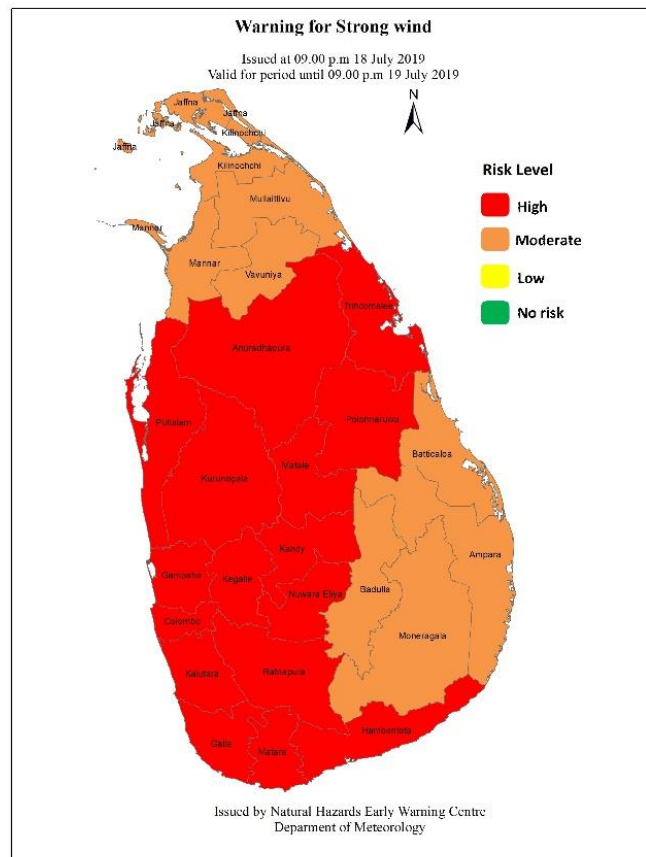 Warning for Strong wind
Issued at 09.00 p.m 18 July 2019
Valid for period until 09.00 p.m 19 July 2019
N
Jaffna
Jaffna
Jaffna
Kilinochchi
Jaffna
Kilinochchi
Mullaittivu
Mannar
Mannar
Vavuniya
Risk Level
High
Moderate
Low
No risk
Trincomalee
Anuradhapura
Polonnaruwa
Puttalam
Batticaloa
Matale
Kurunegala
Kandy
Ampara
Gampaha
Kegalle
Nuwara Eliya
Badulla
Colombo
Moneragala
Kalutara
Ratnapura
Hambantota
Galle
Matara
Issued by Natural Hazards Early Warning Centre
Deparment of Meteorology